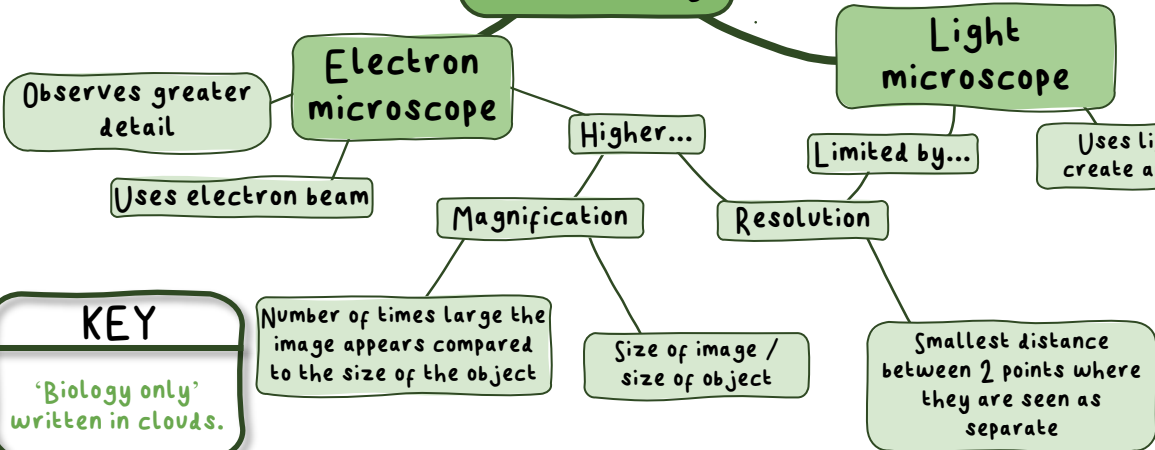 Electron
microscope
Light
microscope
Observes greater
detail
Uses electron beam
Higher...
Limited by...
Uses
create
Magnification
Resolution
Number of times large the
image appears compared
to the size of the object
Size of image /
size of object
Smallest distance
between 2 points where
they are seen as
separate
KEY
‘Biology only’
written in clouds.